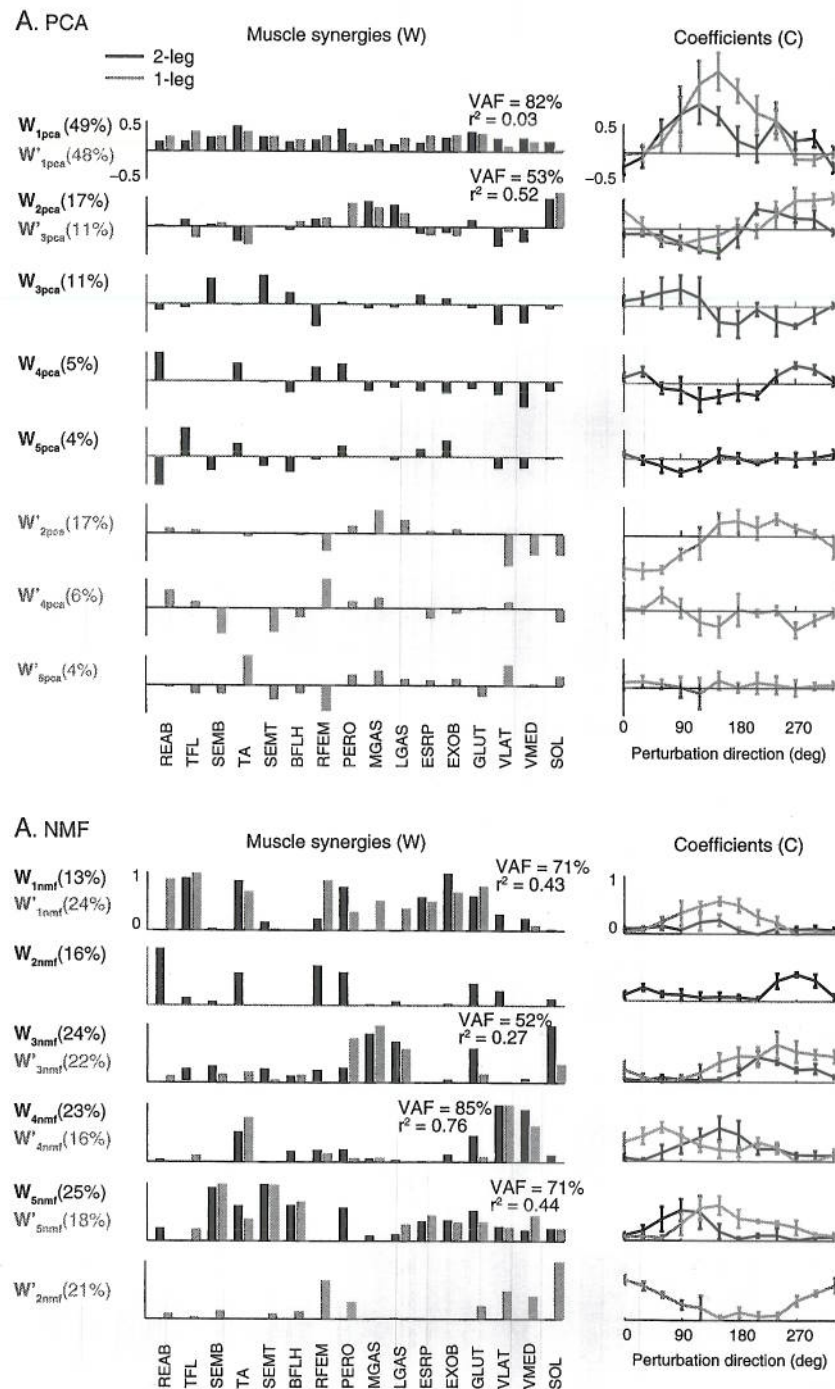 A. PCA
Muscle synergies (W)
Coefficients (C)
2-leg
1-leg
VAF = 82%
r² = 0.03
W1pca(49%)
W'1pca(48%)
0.5
−0.5
0.5
−0.5
VAF = 53%
r² = 0.52
W2pca(17%)
W'3pca(11%)
W3pca(11%)
W4pca(5%)
W5pca(4%)
W'2pca(17%)
W'4pca(6%)
W'5pca(4%)
REAB
TFL
SEMB
TA
SEMT
BFLH
RFEM
PERO
MGAS
LGAS
ESRP
EXOB
GLUT
VLAT
VMED
SOL
0 90 180 270
Perturbation direction (deg)
A. NMF
Muscle synergies (W)
Coefficients (C)
W1nmf(13%)
W'1nmf(24%)
1
0
VAF = 71%
r² = 0.43
1
0
W2nmf(16%)
W3nmf(24%)
W'3nmf(22%)
VAF = 52%
r² = 0.27
W4nmf(23%)
W'4nmf(16%)
VAF = 85%
r² = 0.76
W5nmf(25%)
W'5nmf(18%)
VAF = 71%
r² = 0.44
W'2nmf(21%)
REAB
TFL
SEMB
TA
SEMT
BFLH
RFEM
PERO
MGAS
LGAS
ESRP
EXOB
GLUT
VLAT
VMED
SOL
0 90 180 270
Perturbation direction (deg)